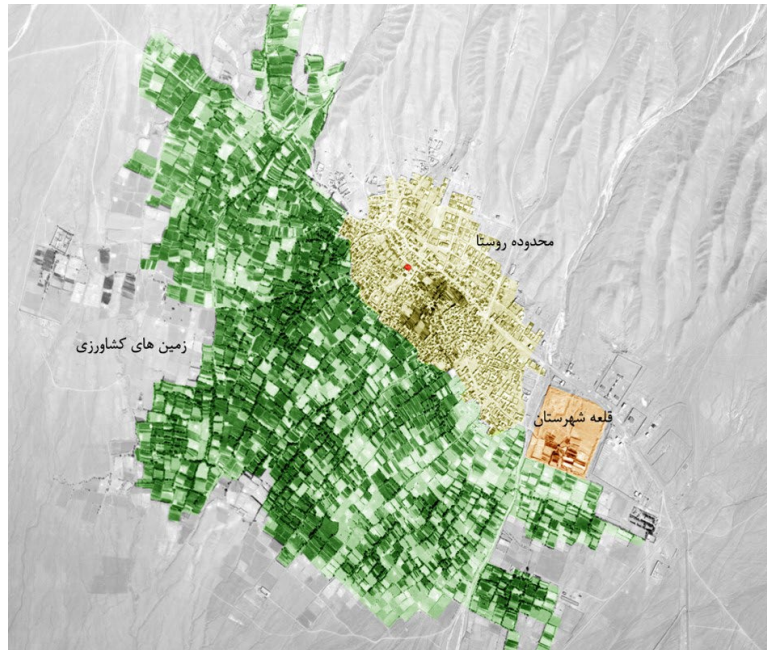 محدوده روستا
زمین های کشاورزی
قلعه شهرستان